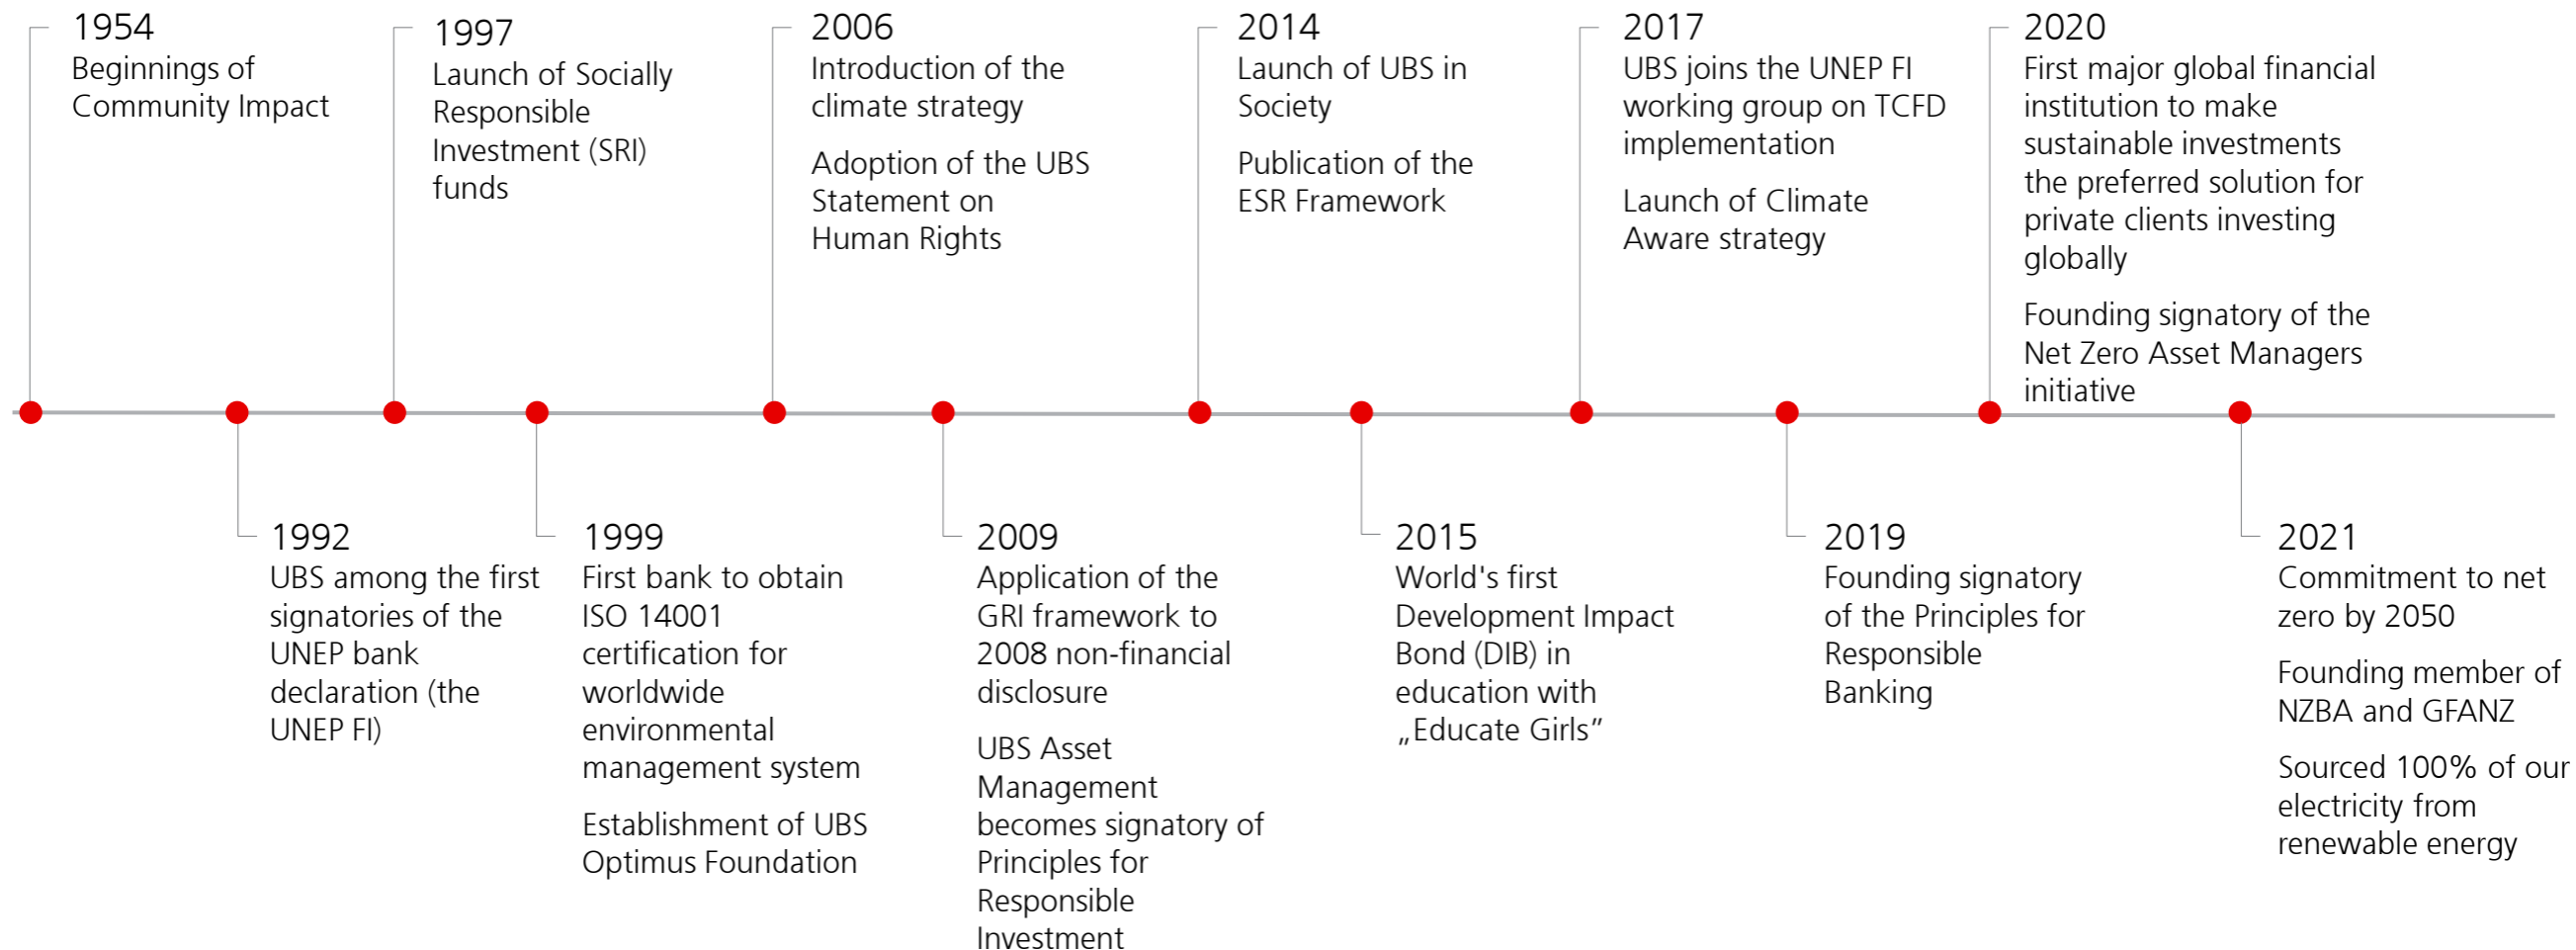 1954
Beginnings of
Community Impact
1997
Launch of Socially
Responsible
Investment (SRI)
funds
2006
Introduction of the
climate strategy
Adoption of the UBS
Statement on
Human Rights
2014
Launch of UBS in
Society
Publication of the
ESR Framework
2017
UBS joins the UNEP FI
working group on TCFD
implementation
Launch of Climate
Aware strategy
2020
First major global financial
institution to make
sustainable investments
the preferred solution for
private clients investing
globally
Founding signatory of the
Net Zero Asset Managers
initiative
1992
UBS among the first
signatories of the
UNEP bank
declaration (the
UNEP FI)
1999
First bank to obtain
ISO 14001
certification for
worldwide
environmental
management system
Establishment of UBS
Optimus Foundation
2009
Application of the
GRI framework to
2008 non-financial
disclosure
UBS Asset
Management
becomes signatory of
Principles for
Responsible
Investment
2015
World's first
Development Impact
Bond (DIB) in
education with
„Educate Girls”
2019
Founding signatory
of the Principles for
Responsible
Banking
2021
Commitment to net
zero by 2050
Founding member of
NZBA and GFANZ
Sourced 100% of our
electricity from
renewable energy